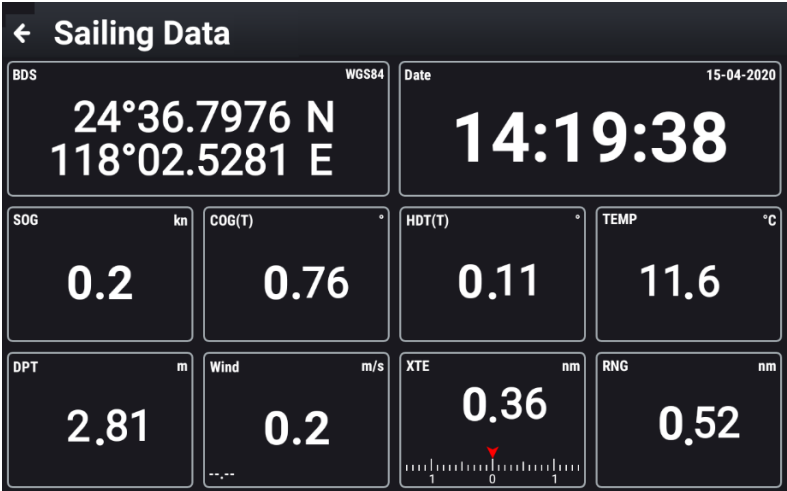 Sailing Data
BDS WGS84
24°36.7976 N
118°02.5281 E
Date 15-04-2020
14:19:38
SOG kn
0.2
COG(T) °
0.76
HDT(T) °
0.11
TEMP °C
11.6
DPT m
2.81
Wind m/s
0.2
--.--
XTE nm
0.36
1 0 1
RNG nm
0.52